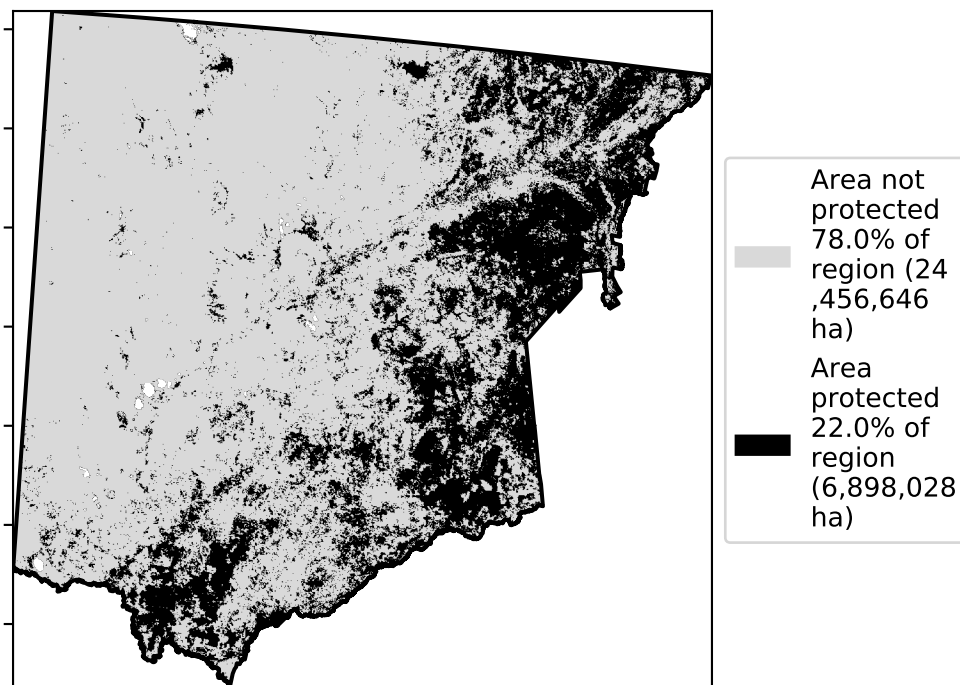 Area not
protected
78.0% of
region (24
,456,646
ha)
Area
protected
22.0% of
region
(6,898,028
ha)